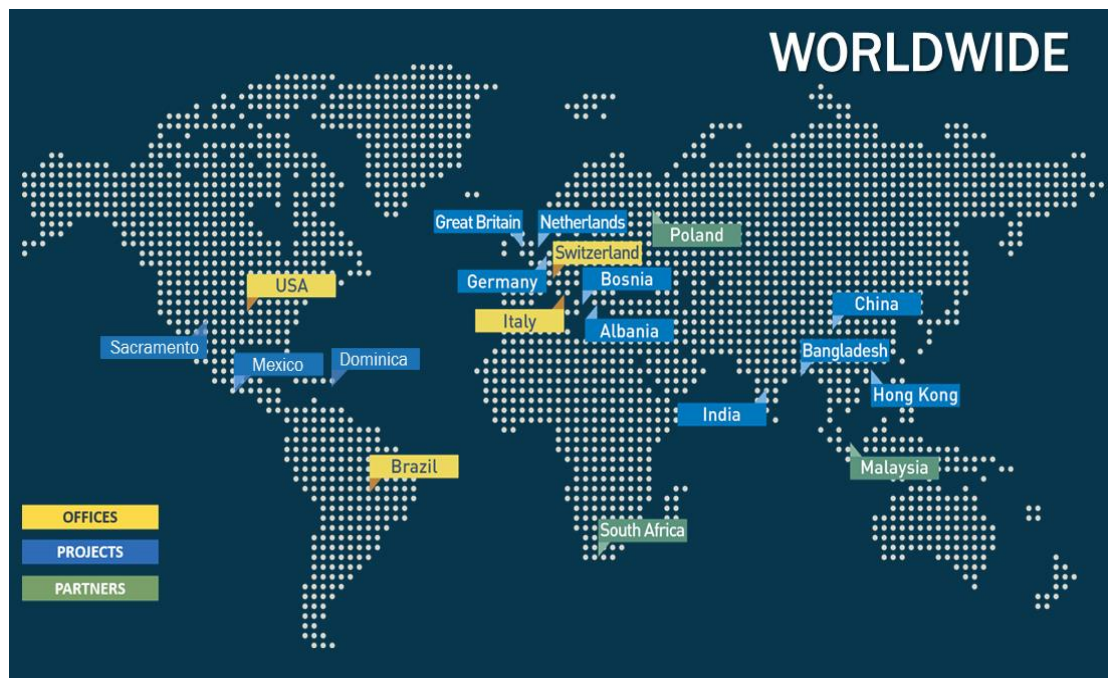 WORLDWIDE
Great Britain
Netherlands
Poland
Switzerland
Germany
Bosnia
USA
China
Italy
Albania
Sacramento
Bangladesh
Mexico
Dominica
Hong Kong
India
Brazil
Malaysia
OFFICES
South Africa
PROJECTS
PARTNERS